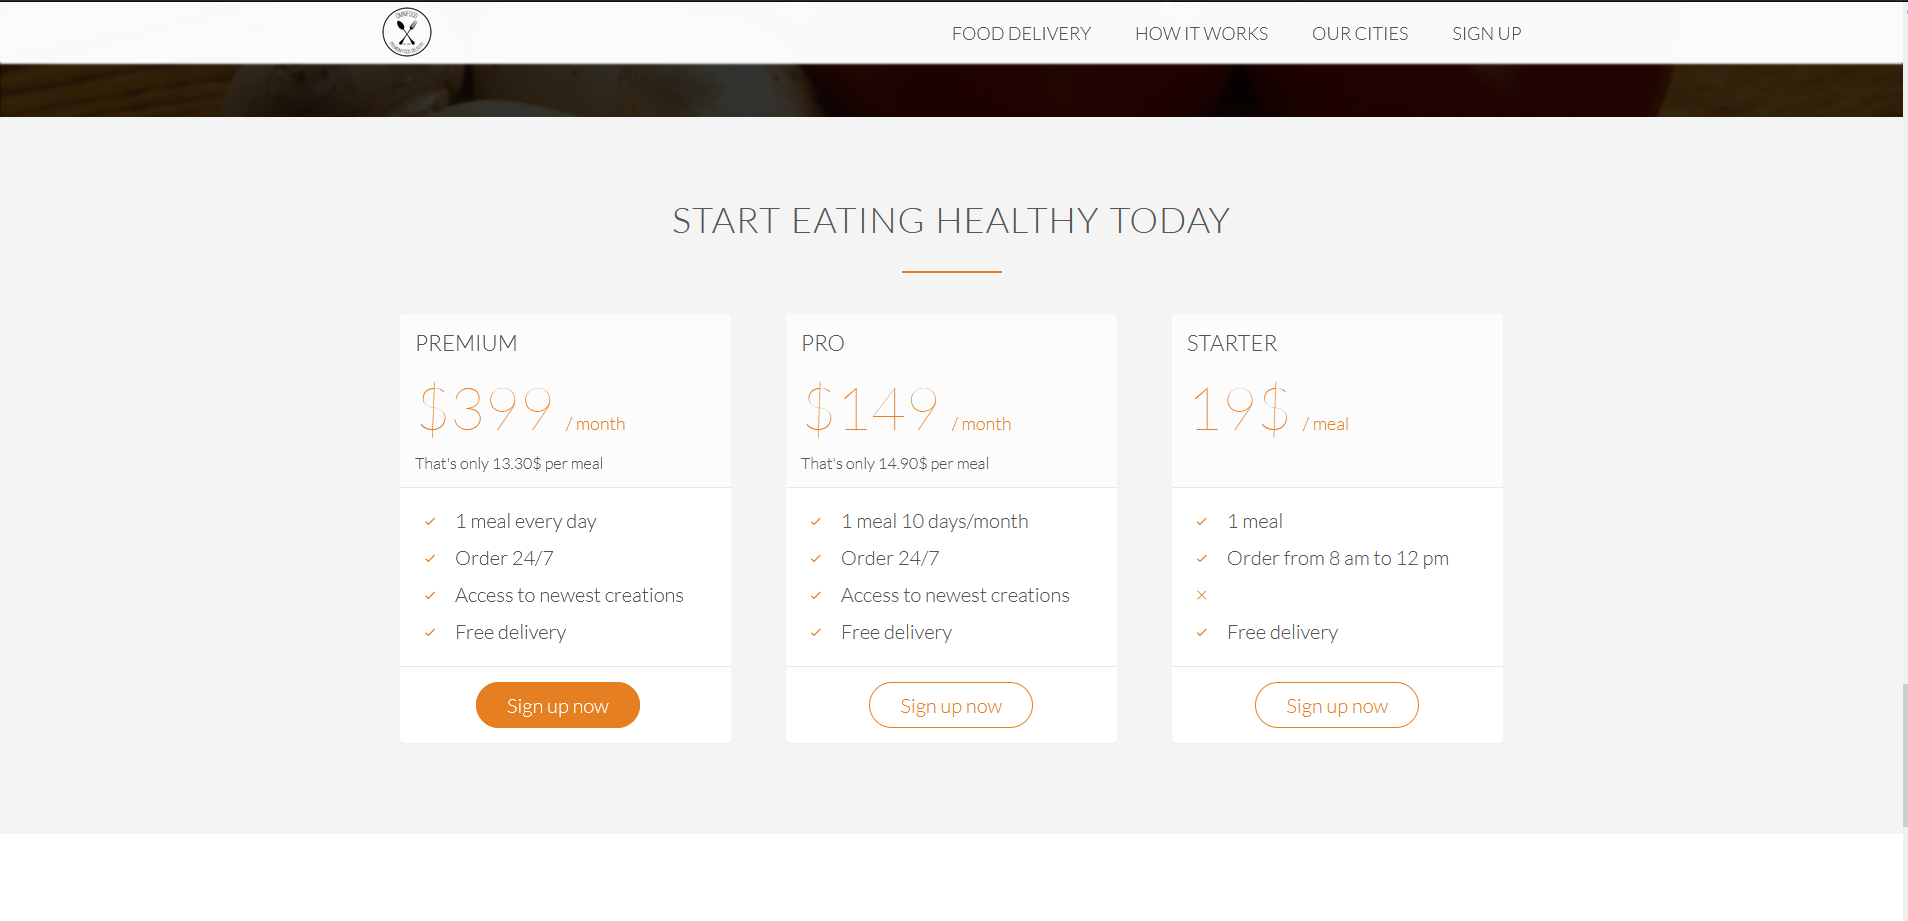 OMNIFOOD
PREMIUM FOOD DELIVERY
FOOD DELIVERY
HOW IT WORKS
OUR CITIES
SIGN UP
START EATING HEALTHY TODAY
PREMIUM
$399 / month
That's only 13.30$ per meal
1 meal every day
Order 24/7
Access to newest creations
Free delivery
Sign up now
PRO
$149 / month
That's only 14.90$ per meal
1 meal 10 days/month
Order 24/7
Access to newest creations
Free delivery
Sign up now
STARTER
19$ / meal
1 meal
Order from 8 am to 12 pm
Free delivery
Sign up now